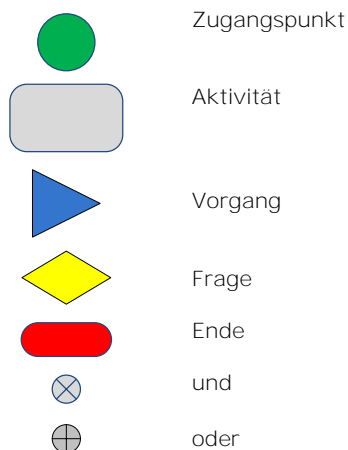 Zugangspunkt
Aktivität
Vorgang
Frage
Ende
und
oder